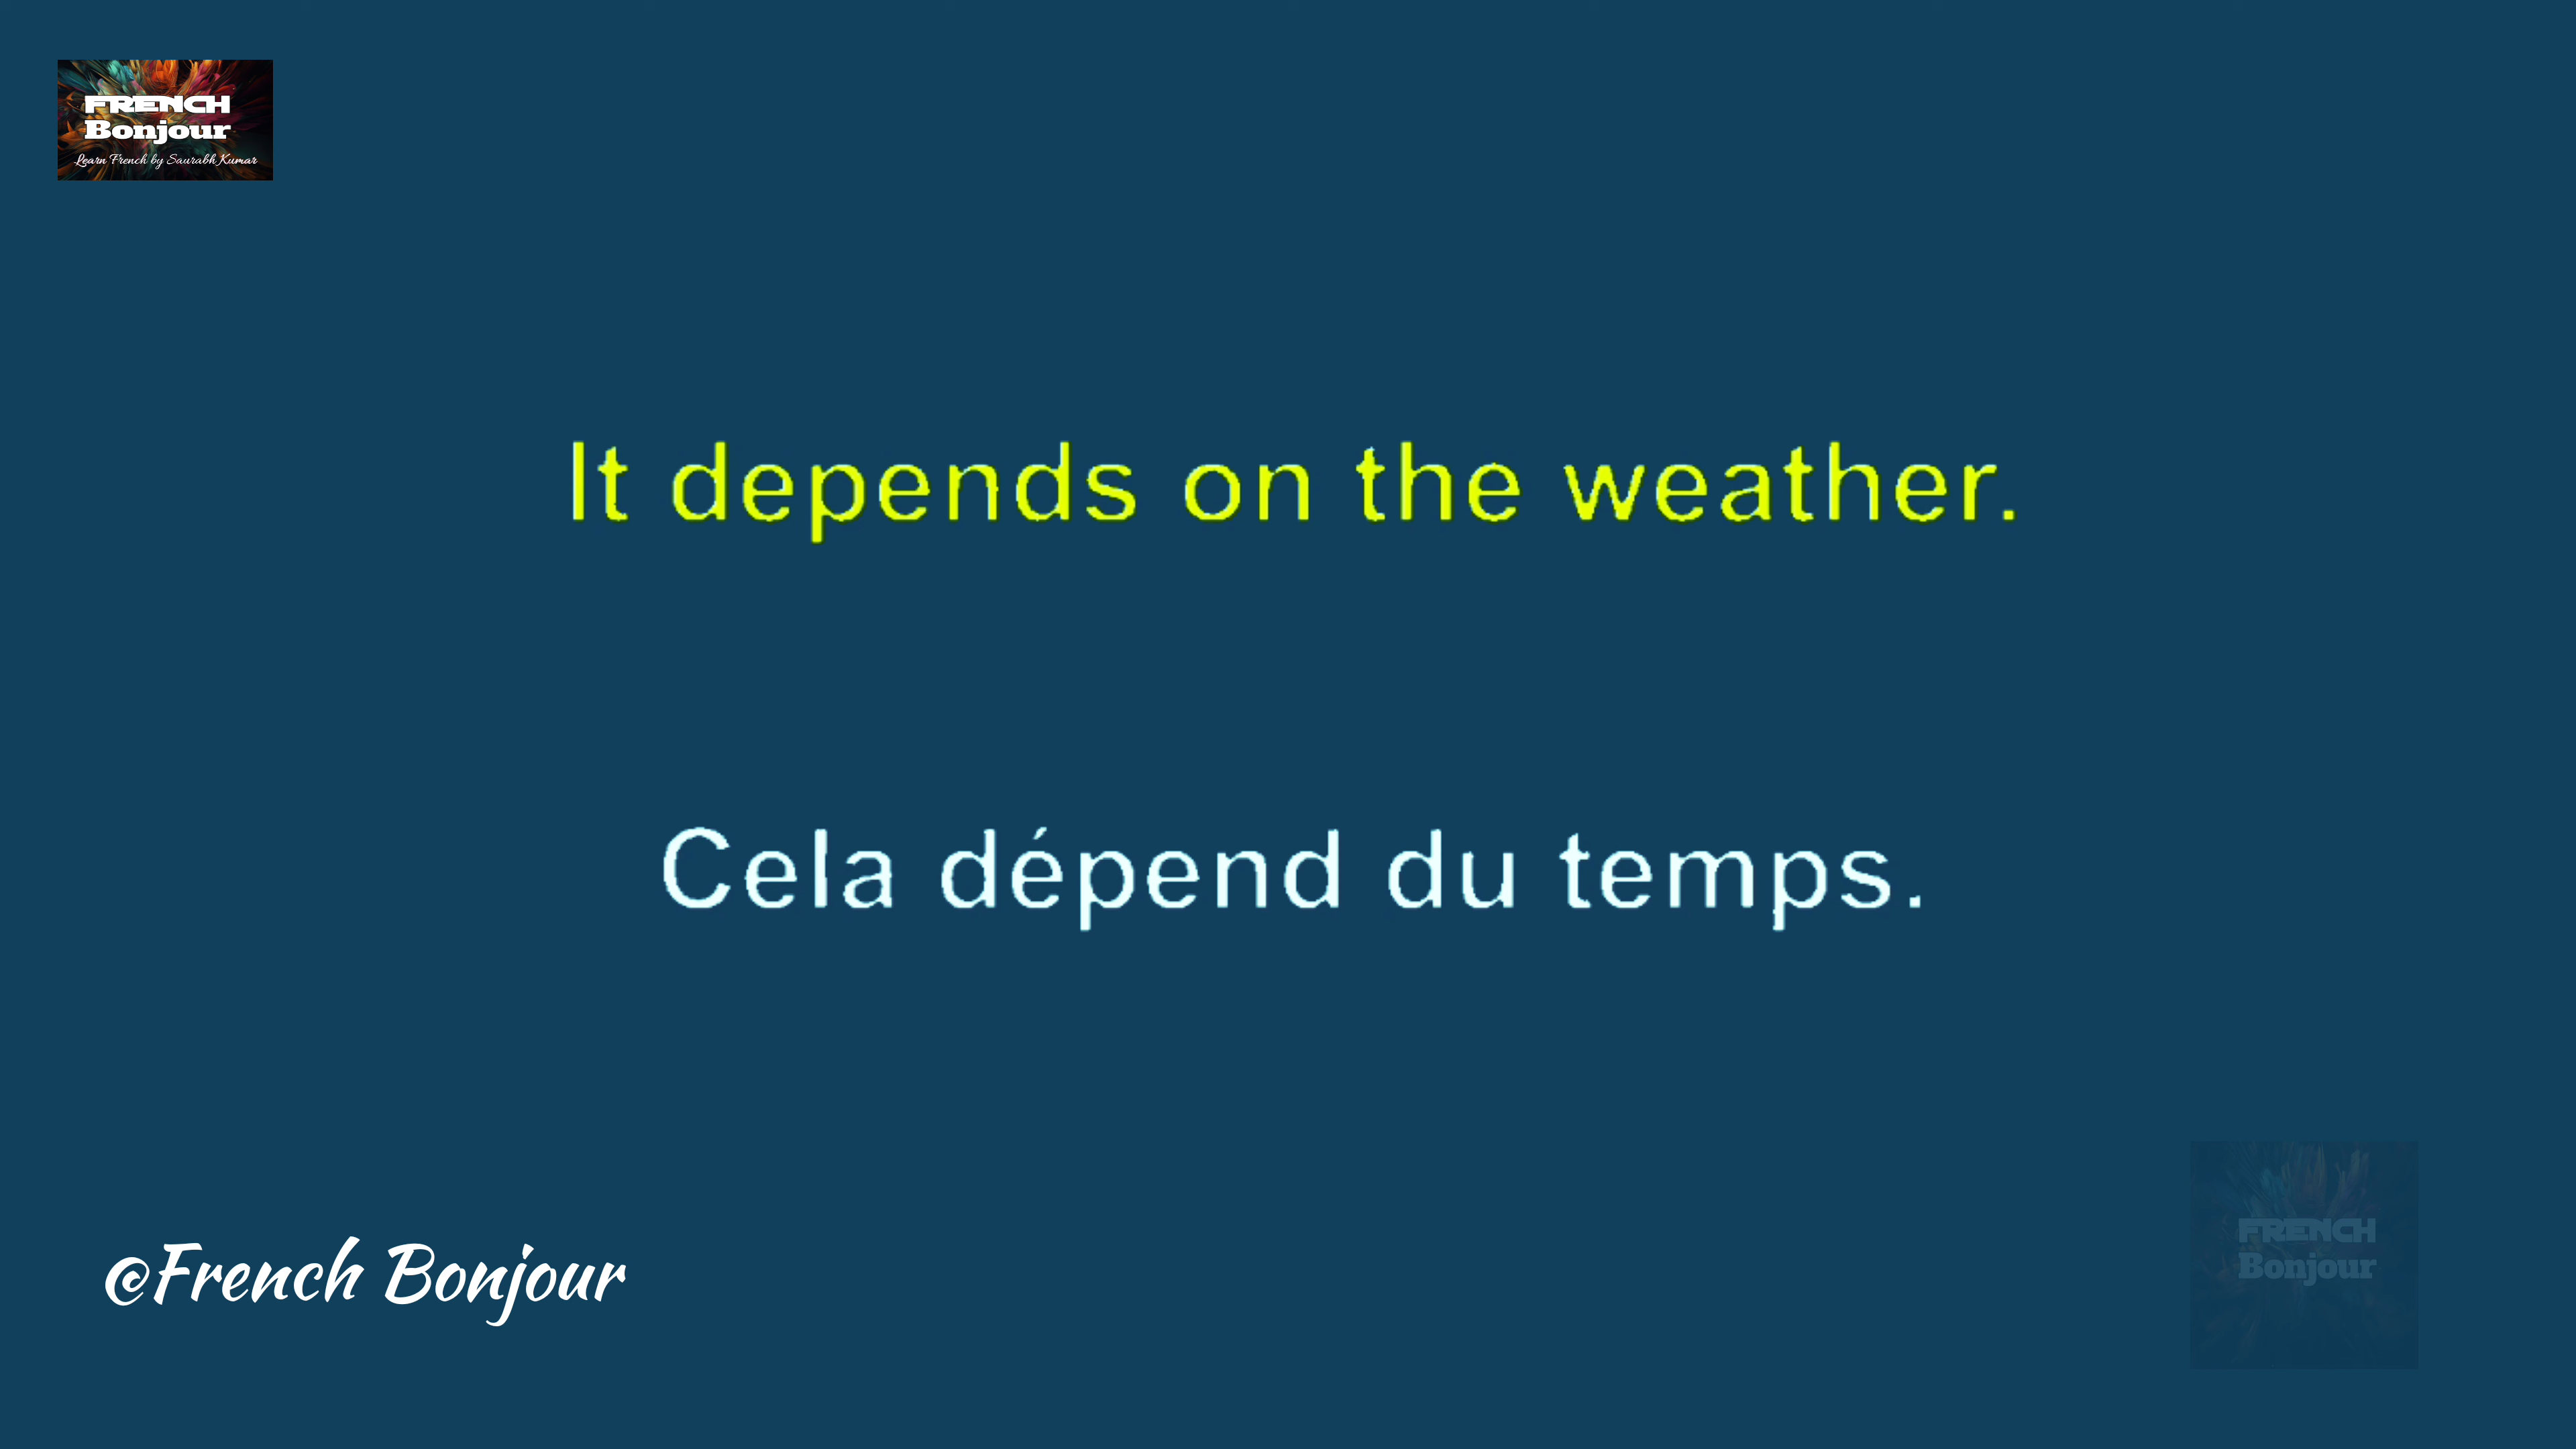 FRENCH
Bonjour
Learn French by Saurabh Kumar
It depends on the weather.
Cela dépend du temps.
@French Bonjour
FRENCH
Bonjour